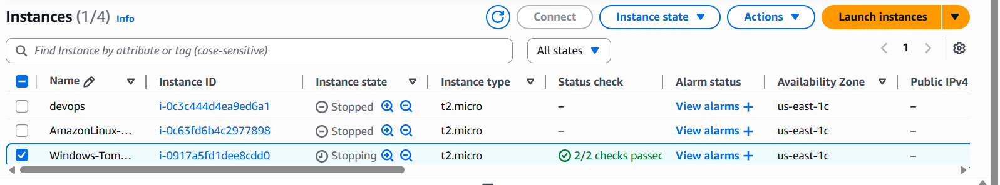 Instances (1/4) Info Connect Instance state Actions Launch instances
Find Instance by attribute or tag (case-sensitive) All states 1
Name Instance ID Instance state Instance type Status check Alarm status Availability Zone Public IPv4
devops i-0c3c444d4ea9ed6a1 Stopped t2.micro – View alarms + us-east-1c –
AmazonLinux-... i-0c63fd6b4c2977898 Stopped t2.micro – View alarms + us-east-1c –
Windows-Tom... i-0917a5fd1dee8cdd0 Stopping t2.micro 2/2 checks passed View alarms + us-east-1c –